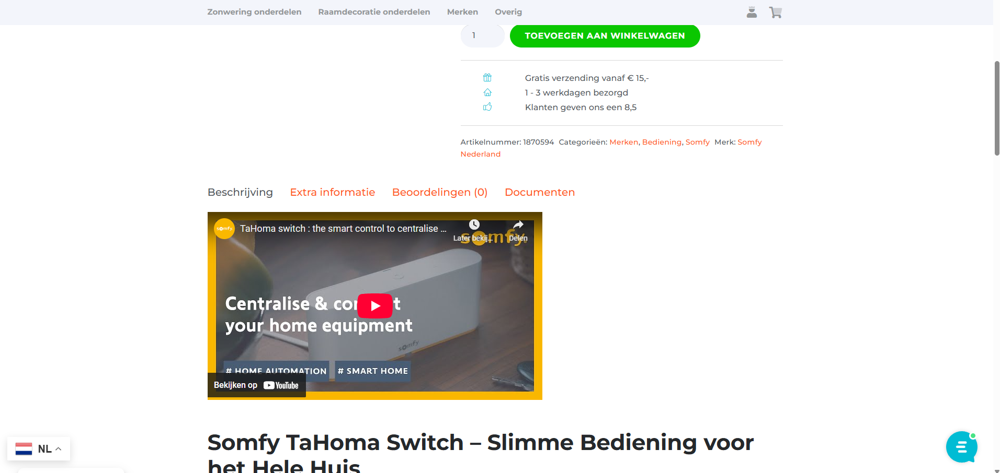 Zonwering onderdelen Raamdecoratie onderdelen Merken Overig
1 TOEVOEGEN AAN WINKELWAGEN
Gratis verzending vanaf € 15,-
1 - 3 werkdagen bezorgd
Klanten geven ons een 8,5
Artikelnummer: 1870594 Categorieën: Merken, Bediening, Somfy Merk: Somfy
Nederland
Beschrijving Extra informatie Beoordelingen (0) Documenten
somfy TaHoma switch : the smart control to centralise ...
Later bekij... Delen
somfy.
Centralise &
your home equipment
somfy
# HOME AUTOMATION # SMART HOME
Bekijken op YouTube
Somfy TaHoma Switch – Slimme Bediening voor
het Hele Huis
NL